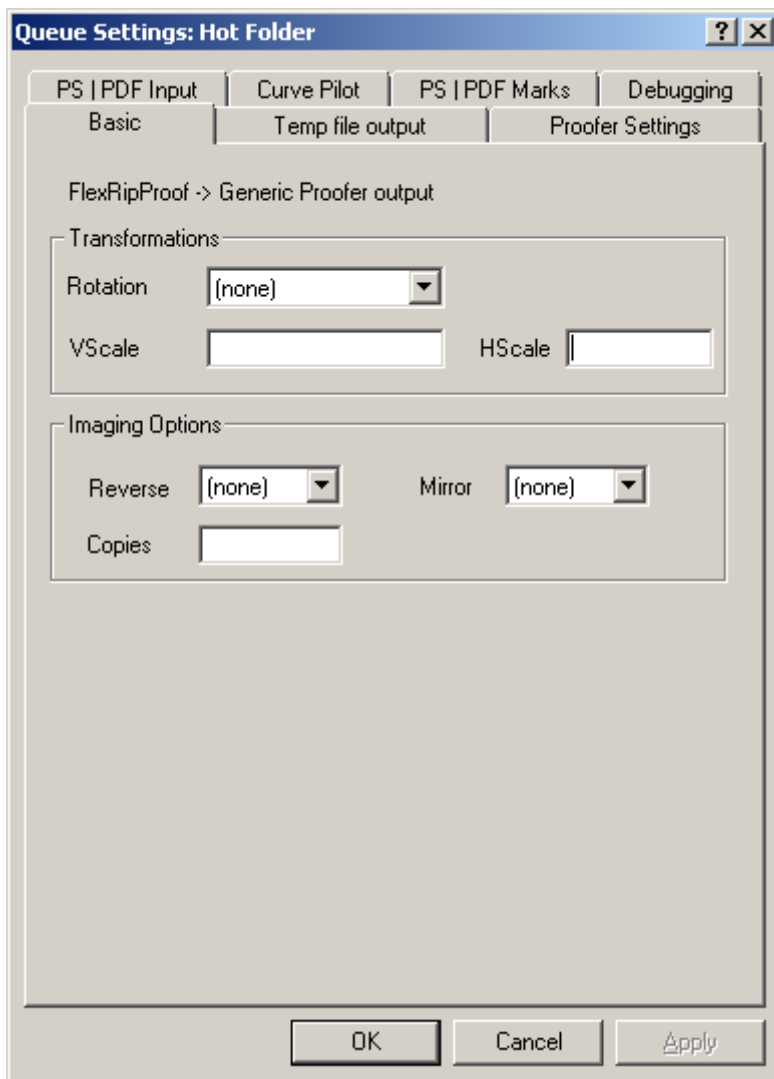 Queue Settings: Hot Folder
PS | PDF Input Curve Pilot PS | PDF Marks Debugging
Basic Temp file output Proofer Settings
FlexRipProof -> Generic Proofer output
Transformations
Rotation (none)
VScale HScale
Imaging Options
Reverse (none) Mirror (none)
Copies
OK Cancel Apply